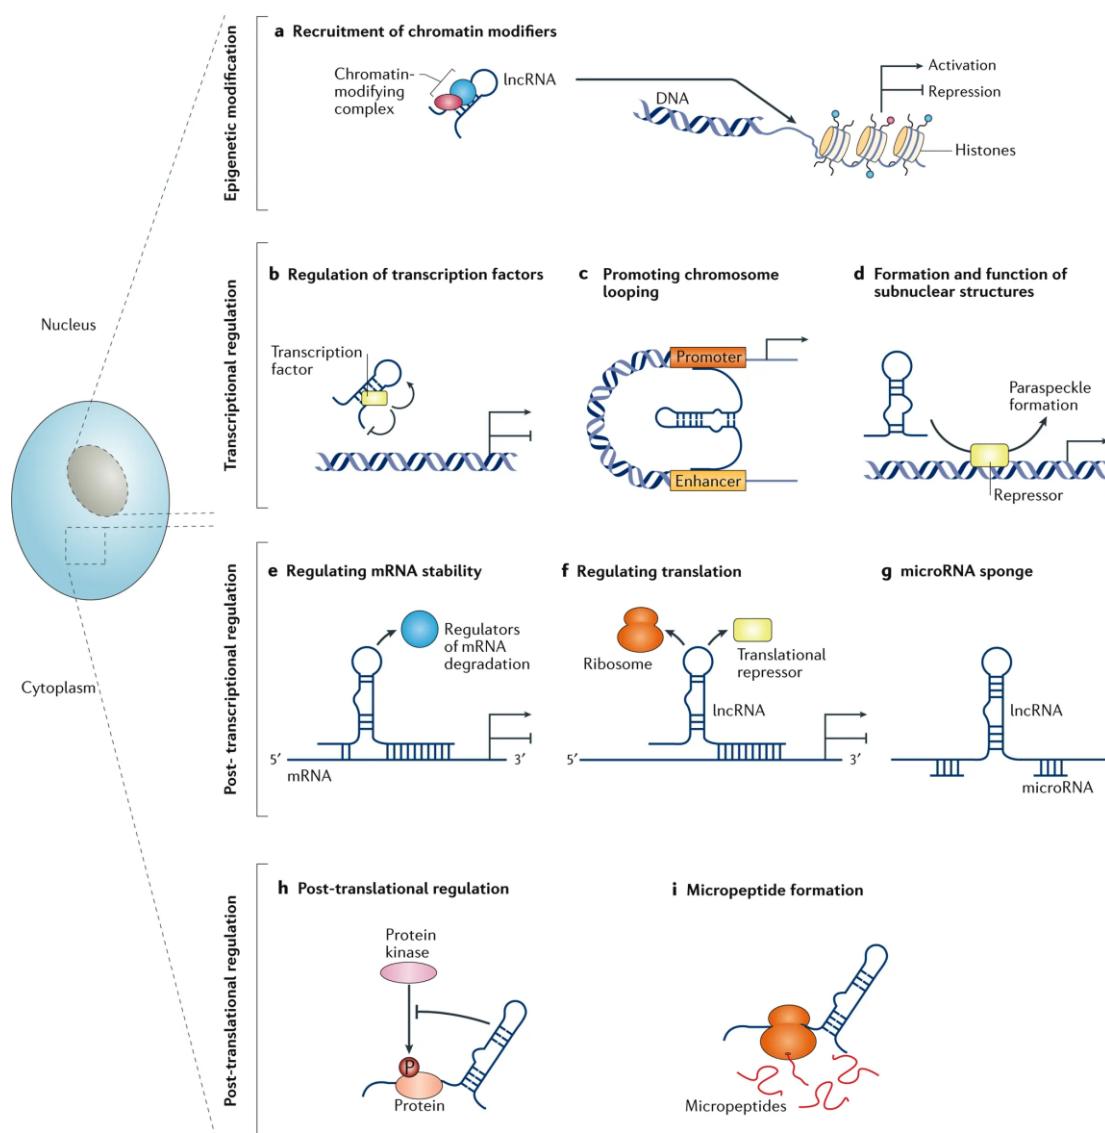 Epigenetic modification
a Recruitment of chromatin modifiers
Chromatin-
modifying
complex
lncRNA
DNA
Activation
Repression
Histones
Nucleus
Cytoplasm
Transcriptional regulation
b Regulation of transcription factors
Transcription
factor
c Promoting chromosome
looping
Promoter
Enhancer
d Formation and function of
subnuclear structures
Paraspeckle
formation
Repressor
Post- transcriptional regulation
e Regulating mRNA stability
Regulators
of mRNA
degradation
5′
mRNA
3′
f Regulating translation
Ribosome
Translational
repressor
lncRNA
5′
3′
g microRNA sponge
lncRNA
microRNA
Post-translational regulation
h Post-translational regulation
Protein
kinase
P
Protein
i Micropeptide formation
Micropeptides